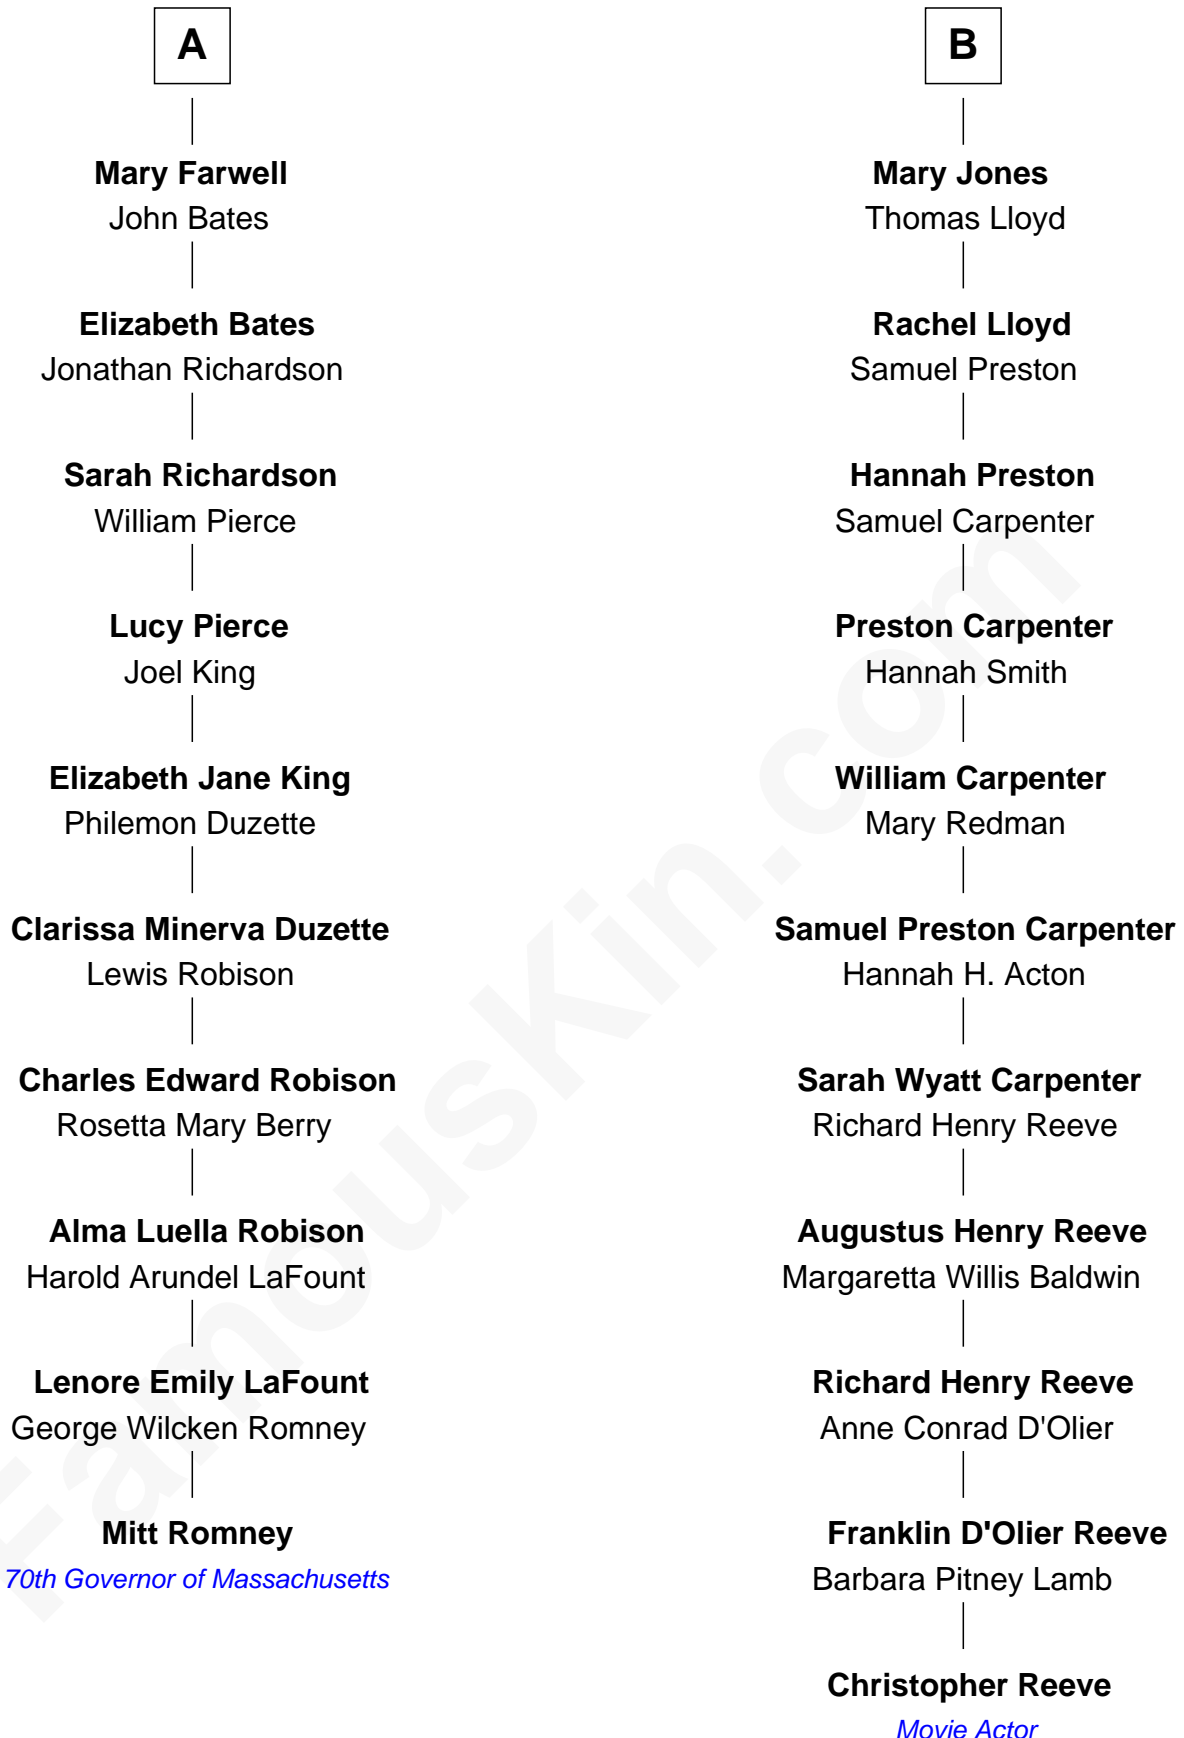 A
Mary Farwell
John Bates
Elizabeth Bates
Jonathan Richardson
Sarah Richardson
William Pierce
Lucy Pierce
Joel King
Elizabeth Jane King
Philemon Duzette
Clarissa Minerva Duzette
Lewis Robison
Charles Edward Robison
Rosetta Mary Berry
Alma Luella Robison
Harold Arundel LaFount
Lenore Emily LaFount
George Wilcken Romney
Mitt Romney
70th Governor of Massachusetts
B
Mary Jones
Thomas Lloyd
Rachel Lloyd
Samuel Preston
Hannah Preston
Samuel Carpenter
Preston Carpenter
Hannah Smith
William Carpenter
Mary Redman
Samuel Preston Carpenter
Hannah H. Acton
Sarah Wyatt Carpenter
Richard Henry Reeve
Augustus Henry Reeve
Margaretta Willis Baldwin
Richard Henry Reeve
Anne Conrad D'Olier
Franklin D'Olier Reeve
Barbara Pitney Lamb
Christopher Reeve
Movie Actor
FamousKin.com